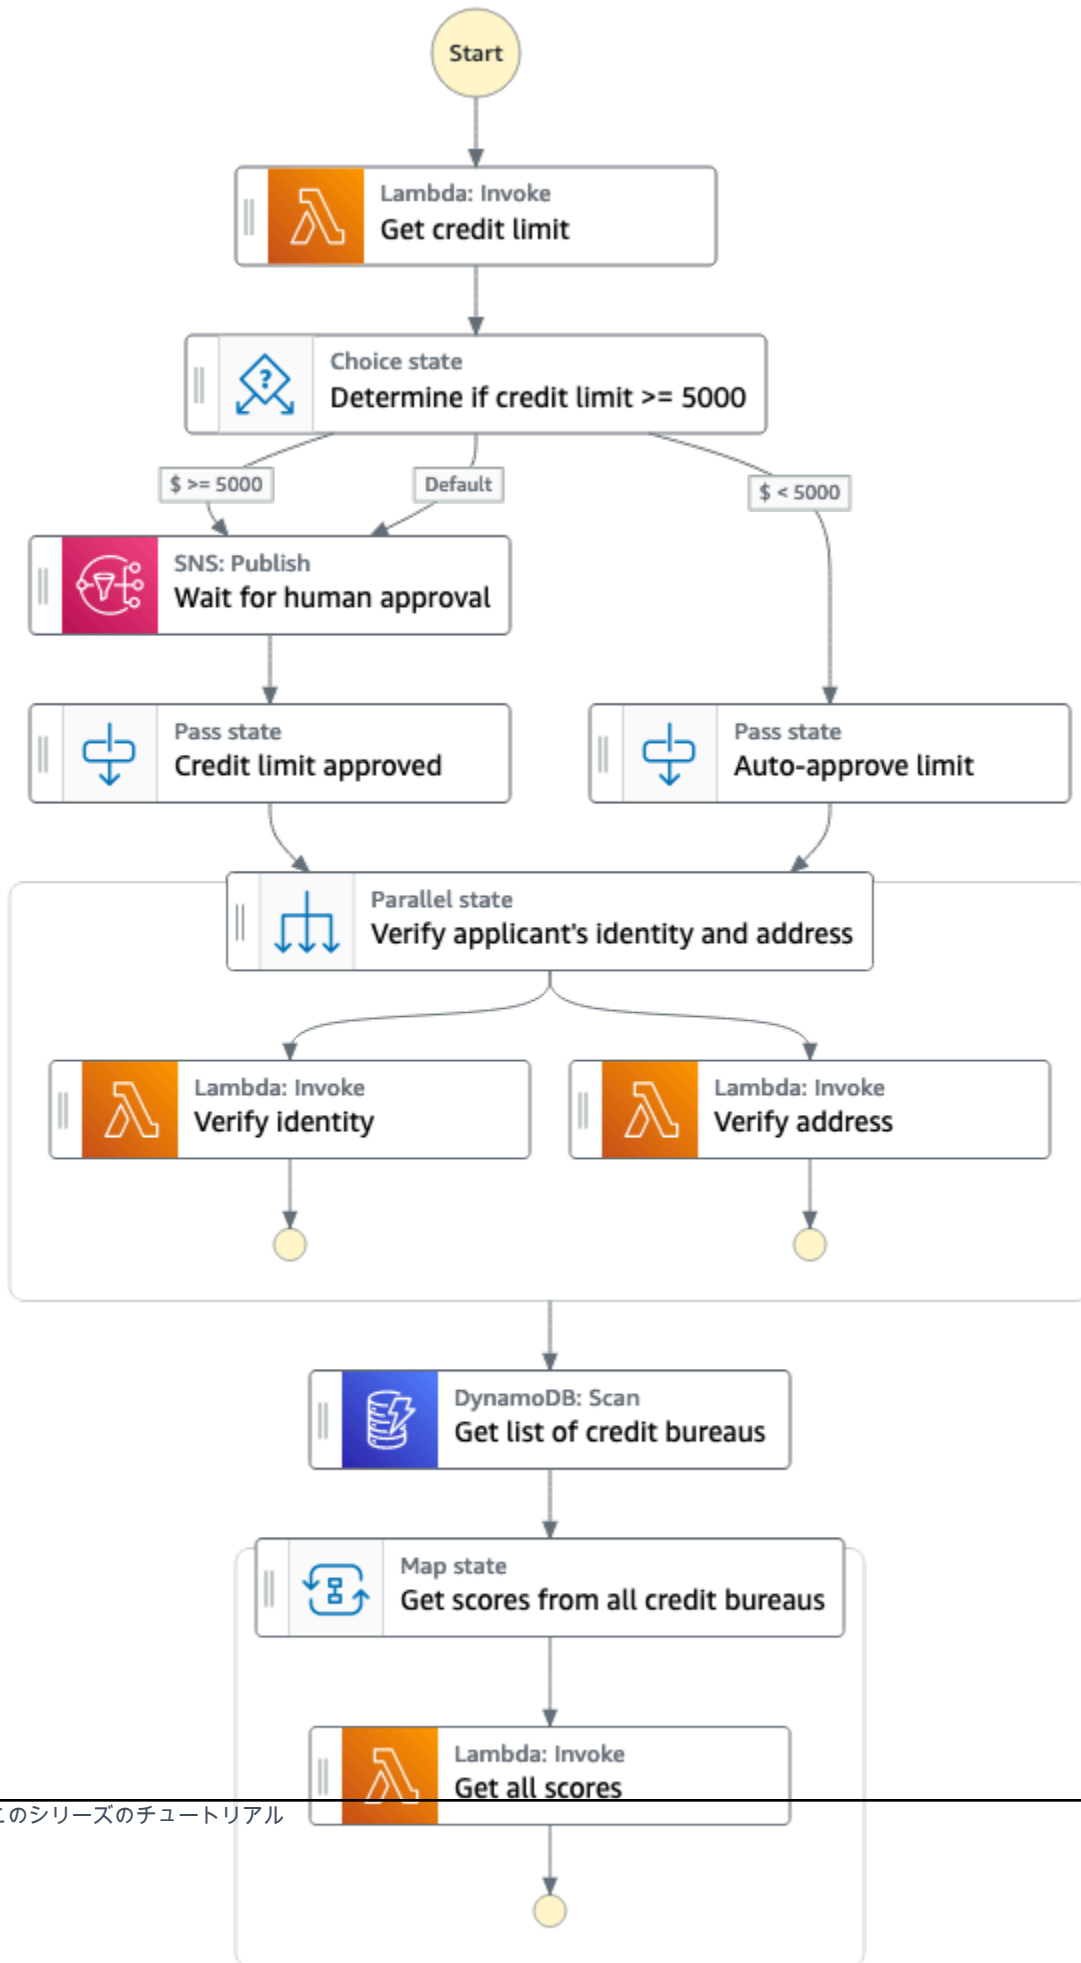 Start
Lambda: Invoke
Get credit limit
Choice state
Determine if credit limit >= 5000
$ >= 5000
Default
$ < 5000
SNS: Publish
Wait for human approval
Pass state
Credit limit approved
Pass state
Auto-approve limit
Parallel state
Verify applicant's identity and address
Lambda: Invoke
Verify identity
Lambda: Invoke
Verify address
DynamoDB: Scan
Get list of credit bureaus
Map state
Get scores from all credit bureaus
Lambda: Invoke
Get all scores
このシリーズのチュートリアル